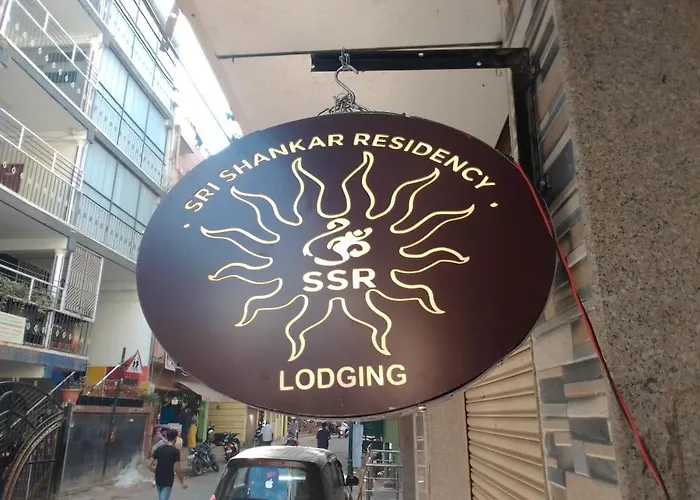 · SRI SHANKAR RESIDENCY ·
ॐ
SSR
LODGING